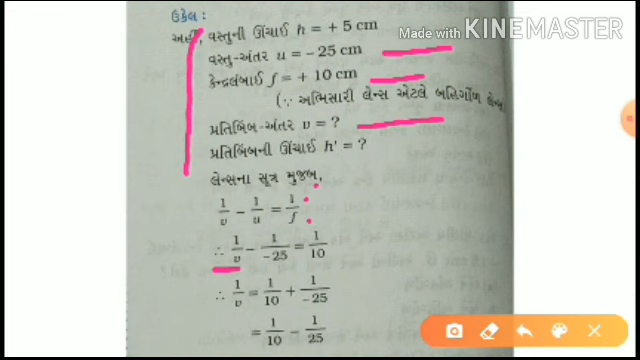 Made with KINEMASTER
ઉકેલ :
અહીં, વસ્તુની ઊંચાઈ h = + 5 cm
વસ્તુ-અંતર u = – 25 cm
કેન્દ્રલંબાઈ f = + 10 cm
(∵ અભિસારી લેન્સ એટલે બહિર્ગોળ લેન્સ)
પ્રતિબિંબ-અંતર v = ?
પ્રતિબિંબની ઊંચાઈ h' = ?
લેન્સના સૂત્ર મુજબ,
1/v – 1/u = 1/f
∴ 1/v – 1/–25 = 1/10
∴ 1/v = 1/10 + 1/–25
= 1/10 – 1/25